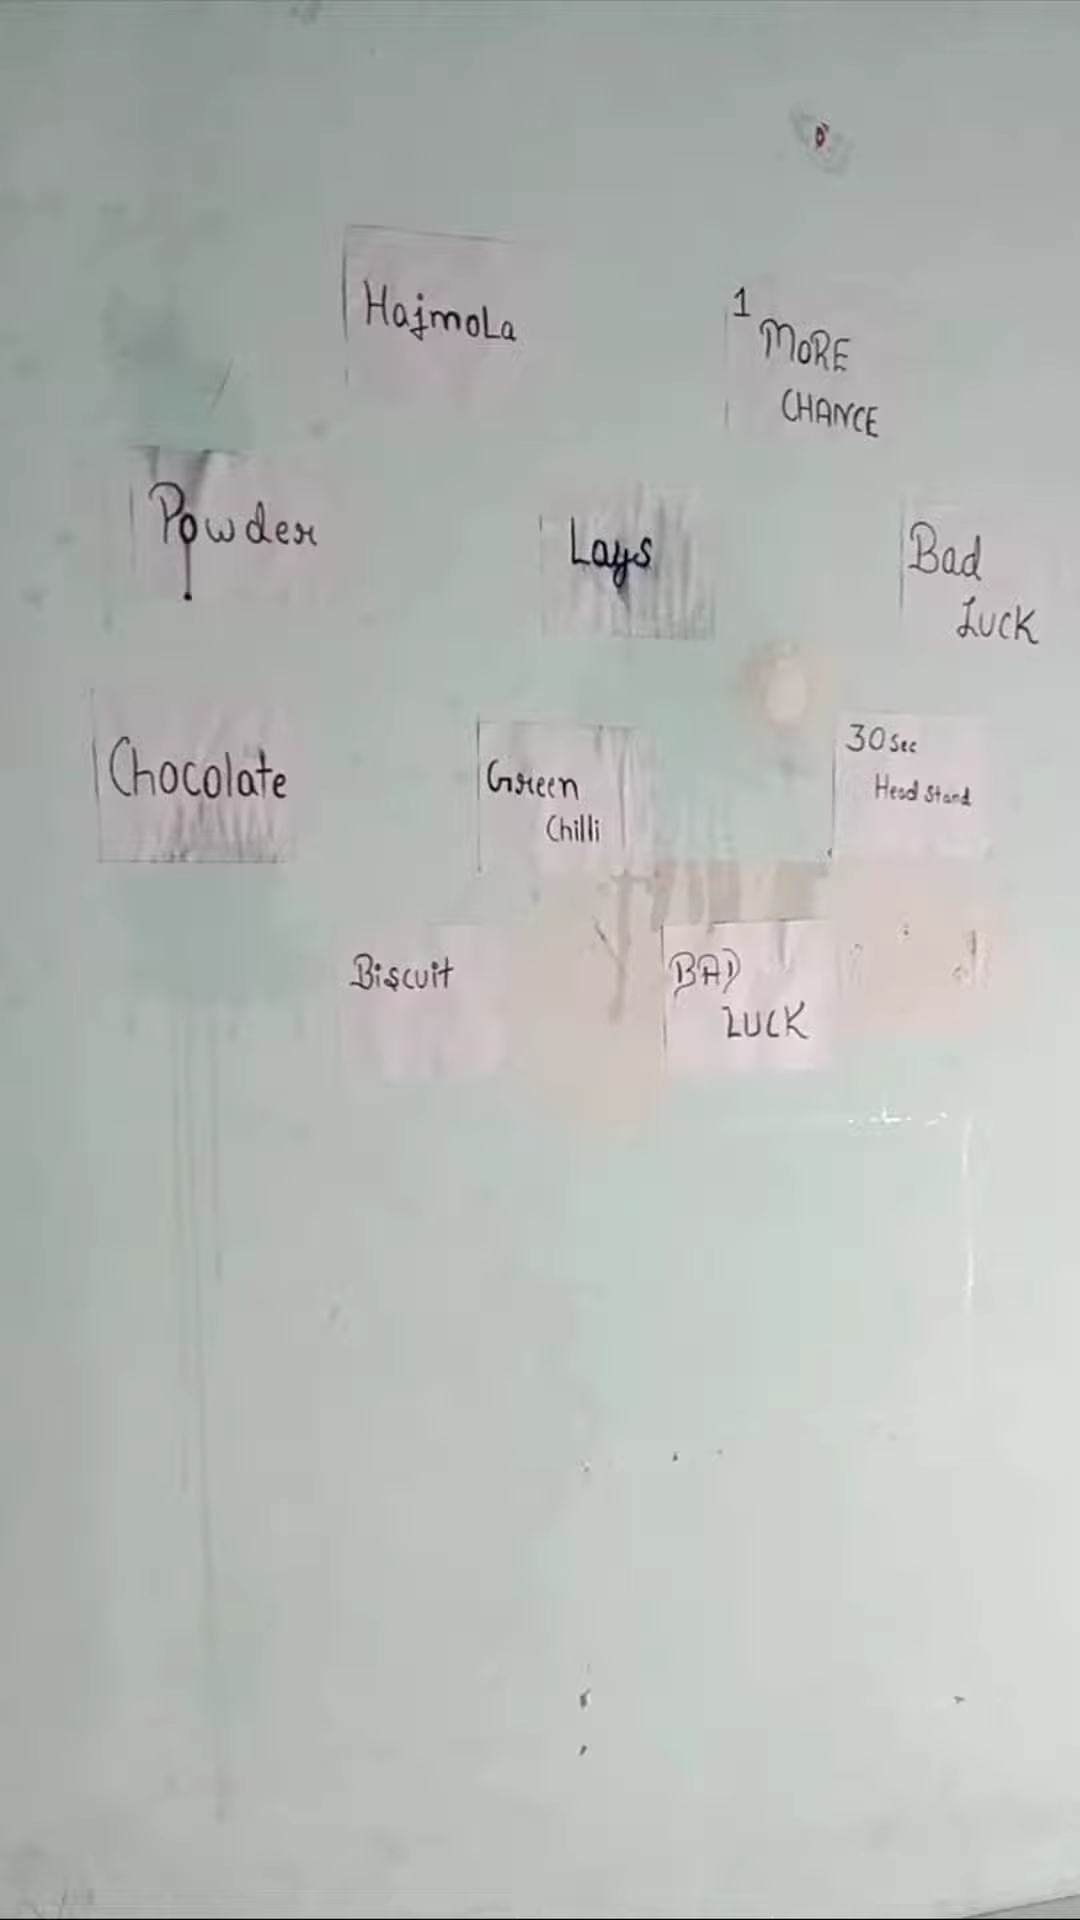 Hajmola
1
MORE
CHANCE
Powder
Lays
Bad
LUCK
Chocolate
Green
Chilli
30 Sec
Head Stand
Biscuit
BAD
LUCK